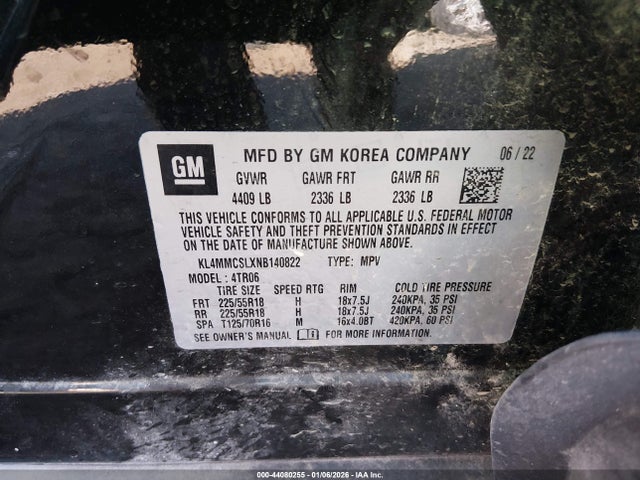 GM MFD BY GM KOREA COMPANY 06 / 22
GVWR GAWR FRT GAWR RR
4409 LB 2336 LB 2336 LB
THIS VEHICLE CONFORMS TO ALL APPLICABLE U.S. FEDERAL MOTOR
VEHICLE SAFETY AND THEFT PREVENTION STANDARDS IN EFFECT
ON THE DATE OF MANUFACTURE SHOWN ABOVE.
KL4MMCSLXNB140822 TYPE: MPV
MODEL : 4TR06
TIRE SIZE SPEED RTG RIM COLD TIRE PRESSURE
FRT 225/55R18 H 18x7.5J 240KPA, 35 PSI
RR 225/55R18 H 18x7.5J 240KPA, 35 PSI
SPA T125/70R16 M 16x4.0BT 420KPA, 60 PSI
SEE OWNER'S MANUAL FOR MORE INFORMATION.
000-44080255 - 01/06/2026 - IAA Inc.